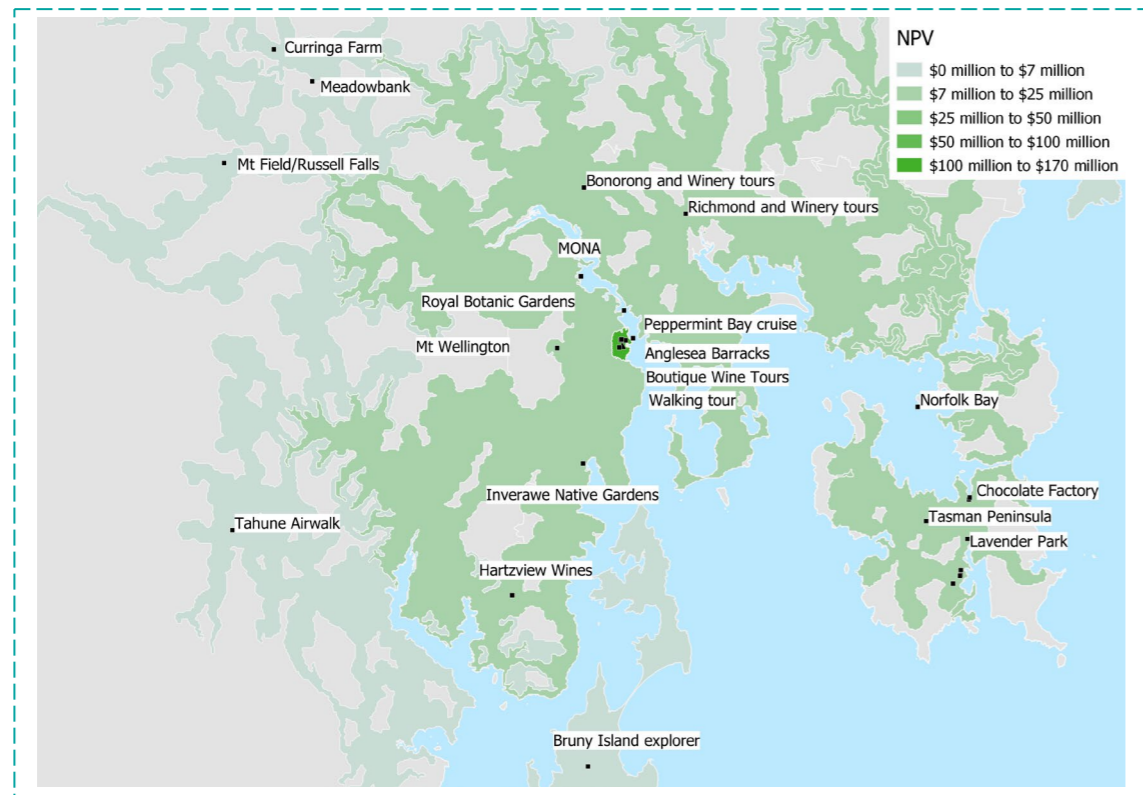 NPV
$0 million to $7 million
$7 million to $25 million
$25 million to $50 million
$50 million to $100 million
$100 million to $170 million
Curringa Farm
Meadowbank
Mt Field/Russell Falls
Bonorong and Winery tours
Richmond and Winery tours
MONA
Royal Botanic Gardens
Peppermint Bay cruise
Mt Wellington
Anglesea Barracks
Boutique Wine Tours
Walking tour
Norfolk Bay
Inverawe Native Gardens
Chocolate Factory
Tasman Peninsula
Tahune Airwalk
Lavender Park
Hartzview Wines
Bruny Island explorer